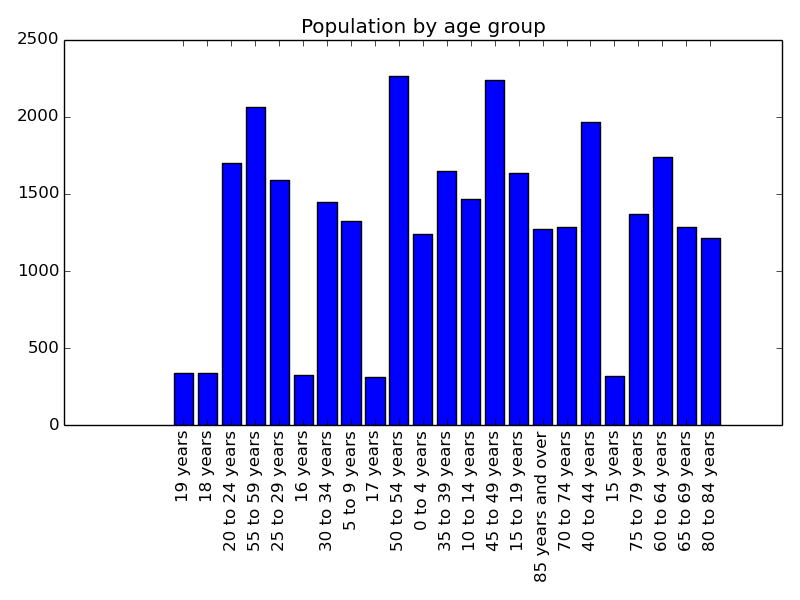 Population by age group
2500
2000
1500
1000
500
0
19 years
18 years
20 to 24 years
55 to 59 years
25 to 29 years
16 years
30 to 34 years
5 to 9 years
17 years
50 to 54 years
0 to 4 years
35 to 39 years
10 to 14 years
45 to 49 years
15 to 19 years
85 years and over
70 to 74 years
40 to 44 years
15 years
75 to 79 years
60 to 64 years
65 to 69 years
80 to 84 years